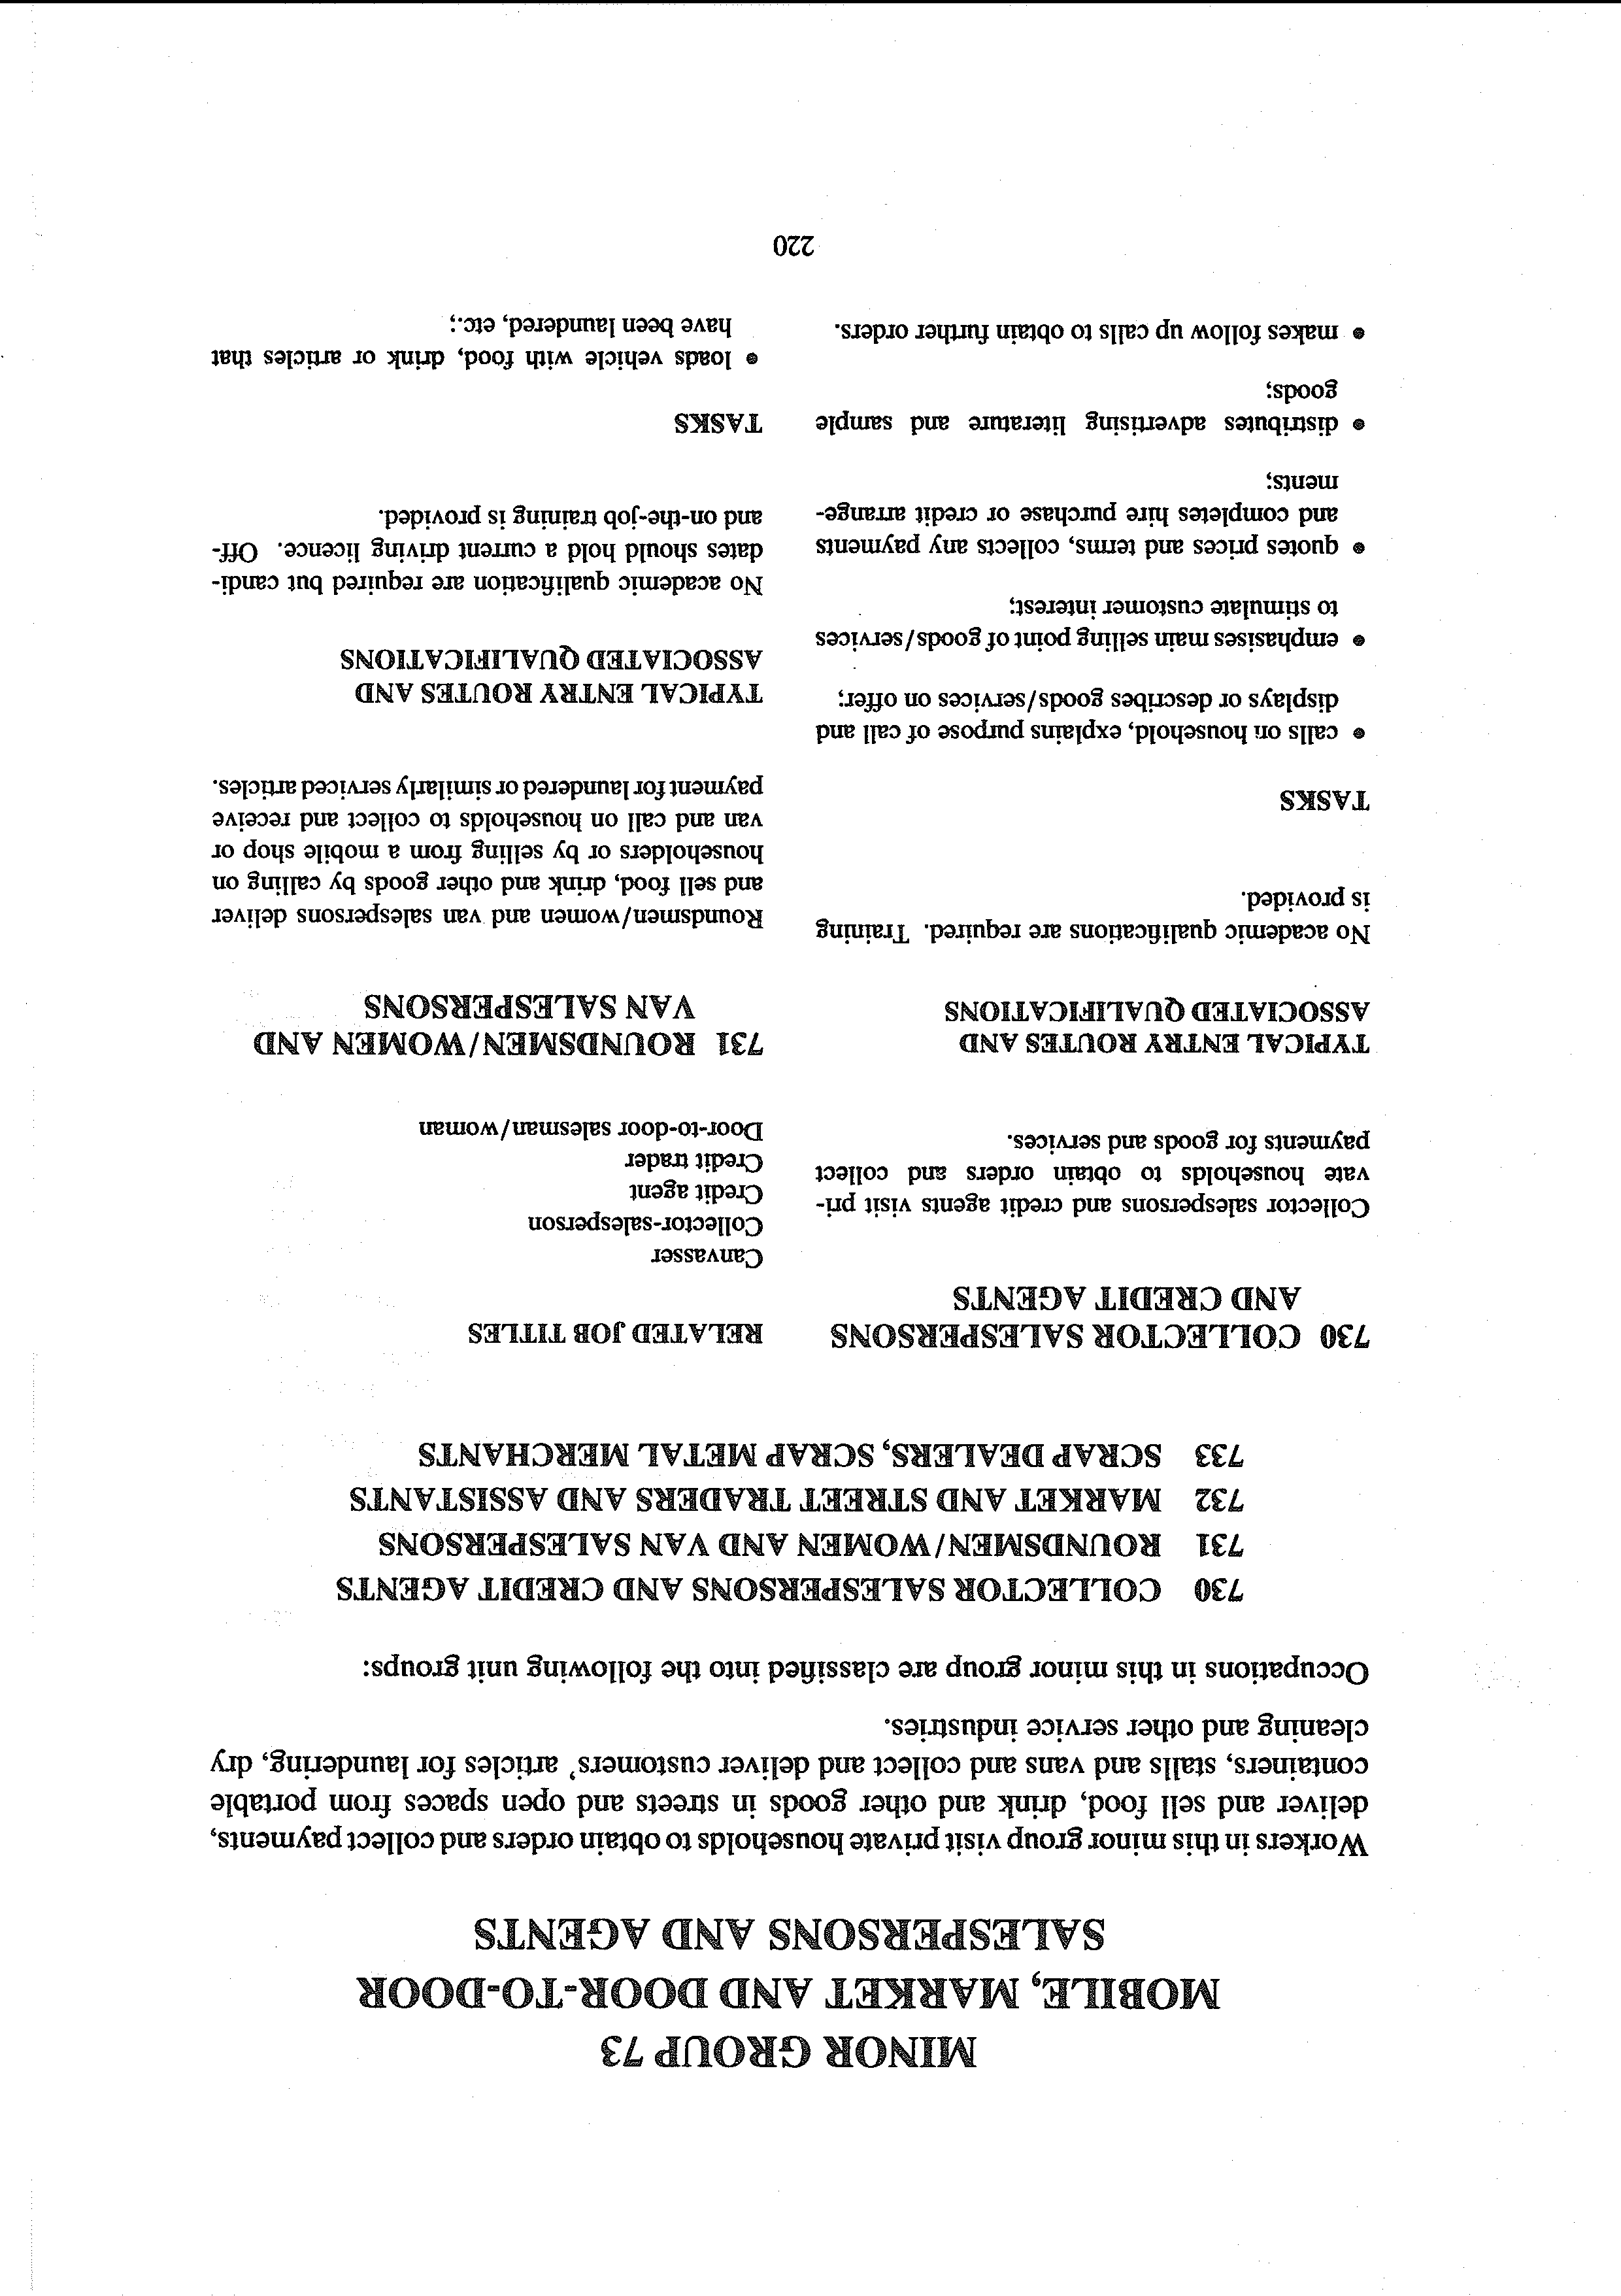 MINOR GROUP 73
MOBILE, MARKET AND DOOR-TO-DOOR
SALESPERSONS AND AGENTS
Workers in this minor group visit private households to obtain orders and collect payments,
deliver and sell food, drink and other goods in streets and open spaces from portable
containers, stalls and vans and collect and deliver customers' articles for laundering, dry
cleaning and other service industries.
Occupations in this minor group are classified into the following unit groups:
730 COLLECTOR SALESPERSONS AND CREDIT AGENTS
731 ROUNDSMEN/WOMEN AND VAN SALESPERSONS
732 MARKET AND STREET TRADERS AND ASSISTANTS
733 SCRAP DEALERS, SCRAP METAL MERCHANTS
730 COLLECTOR SALESPERSONS
AND CREDIT AGENTS
Collector salespersons and credit agents visit pri-
vate households to obtain orders and collect
payments for goods and services.
TYPICAL ENTRY ROUTES AND
ASSOCIATED QUALIFICATIONS
No academic qualifications are required. Training
is provided.
TASKS
• calls on household, explains purpose of call and
displays or describes goods/services on offer;
• emphasises main selling point of goods/services
to stimulate customer interest;
• quotes prices and terms, collects any payments
and completes hire purchase or credit arrange-
ments;
• distributes advertising literature and sample
goods;
• makes follow up calls to obtain further orders.
RELATED JOB TITLES
Canvasser
Collector-salesperson
Credit agent
Credit trader
Door-to-door salesman/woman
731 ROUNDSMEN/WOMEN AND
VAN SALESPERSONS
Roundsmen/women and van salespersons deliver
and sell food, drink and other goods by calling on
householders or by selling from a mobile shop or
van and call on households to collect and receive
payment for laundered or similarly serviced articles.
TYPICAL ENTRY ROUTES AND
ASSOCIATED QUALIFICATIONS
No academic qualification are required but candi-
dates should hold a current driving licence. Off-
and on-the-job training is provided.
TASKS
• loads vehicle with food, drink or articles that
have been laundered, etc.;
220